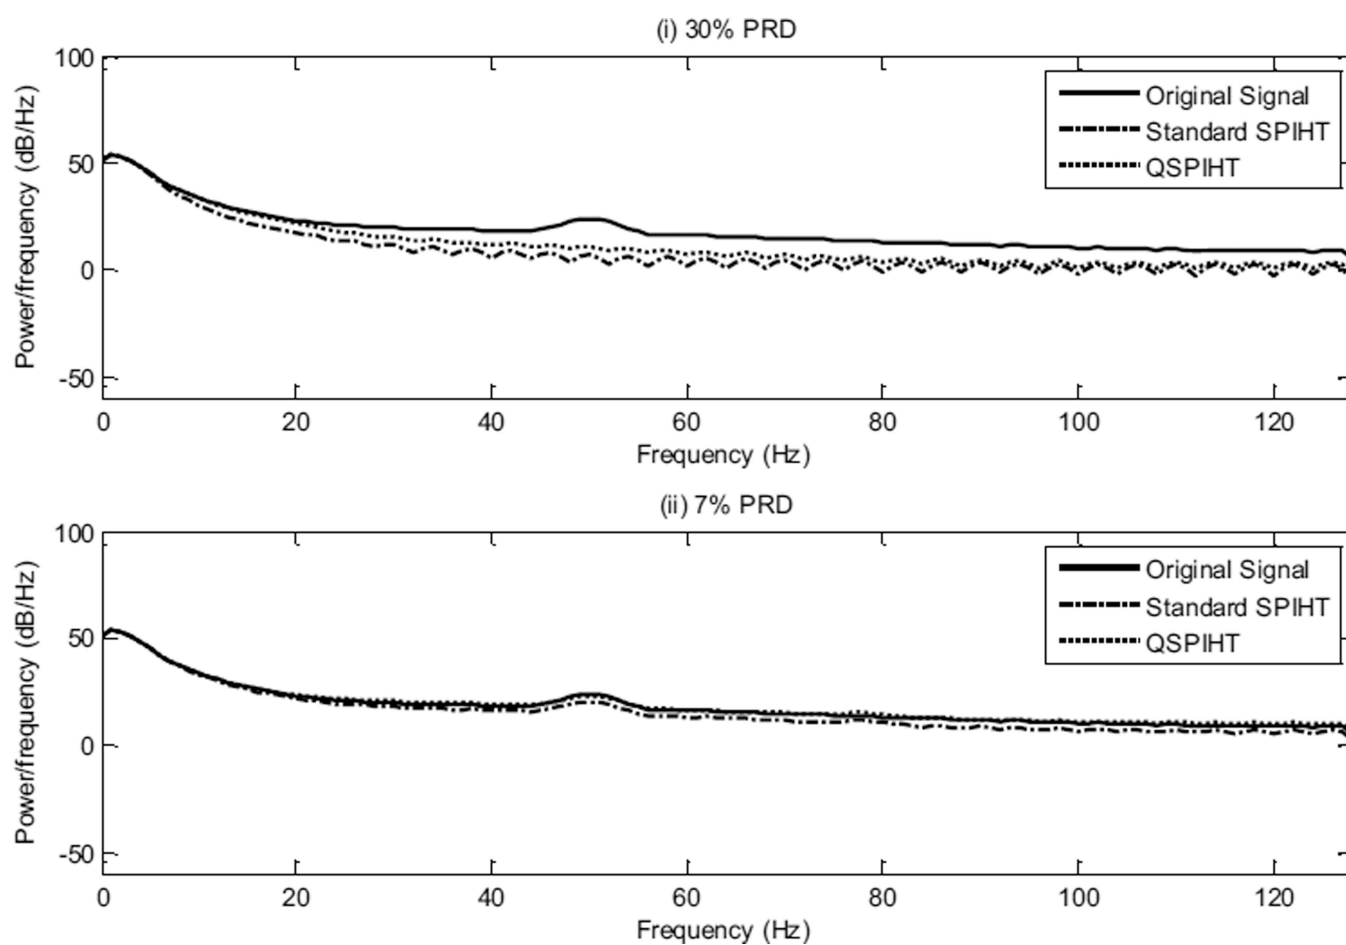 (i) 30% PRD
100
50
0
-50
Power/frequency (dB/Hz)
Original Signal
Standard SPIHT
QSPIHT
0 20 40 60 80 100 120
Frequency (Hz)
(ii) 7% PRD
100
50
0
-50
Power/frequency (dB/Hz)
Original Signal
Standard SPIHT
QSPIHT
0 20 40 60 80 100 120
Frequency (Hz)